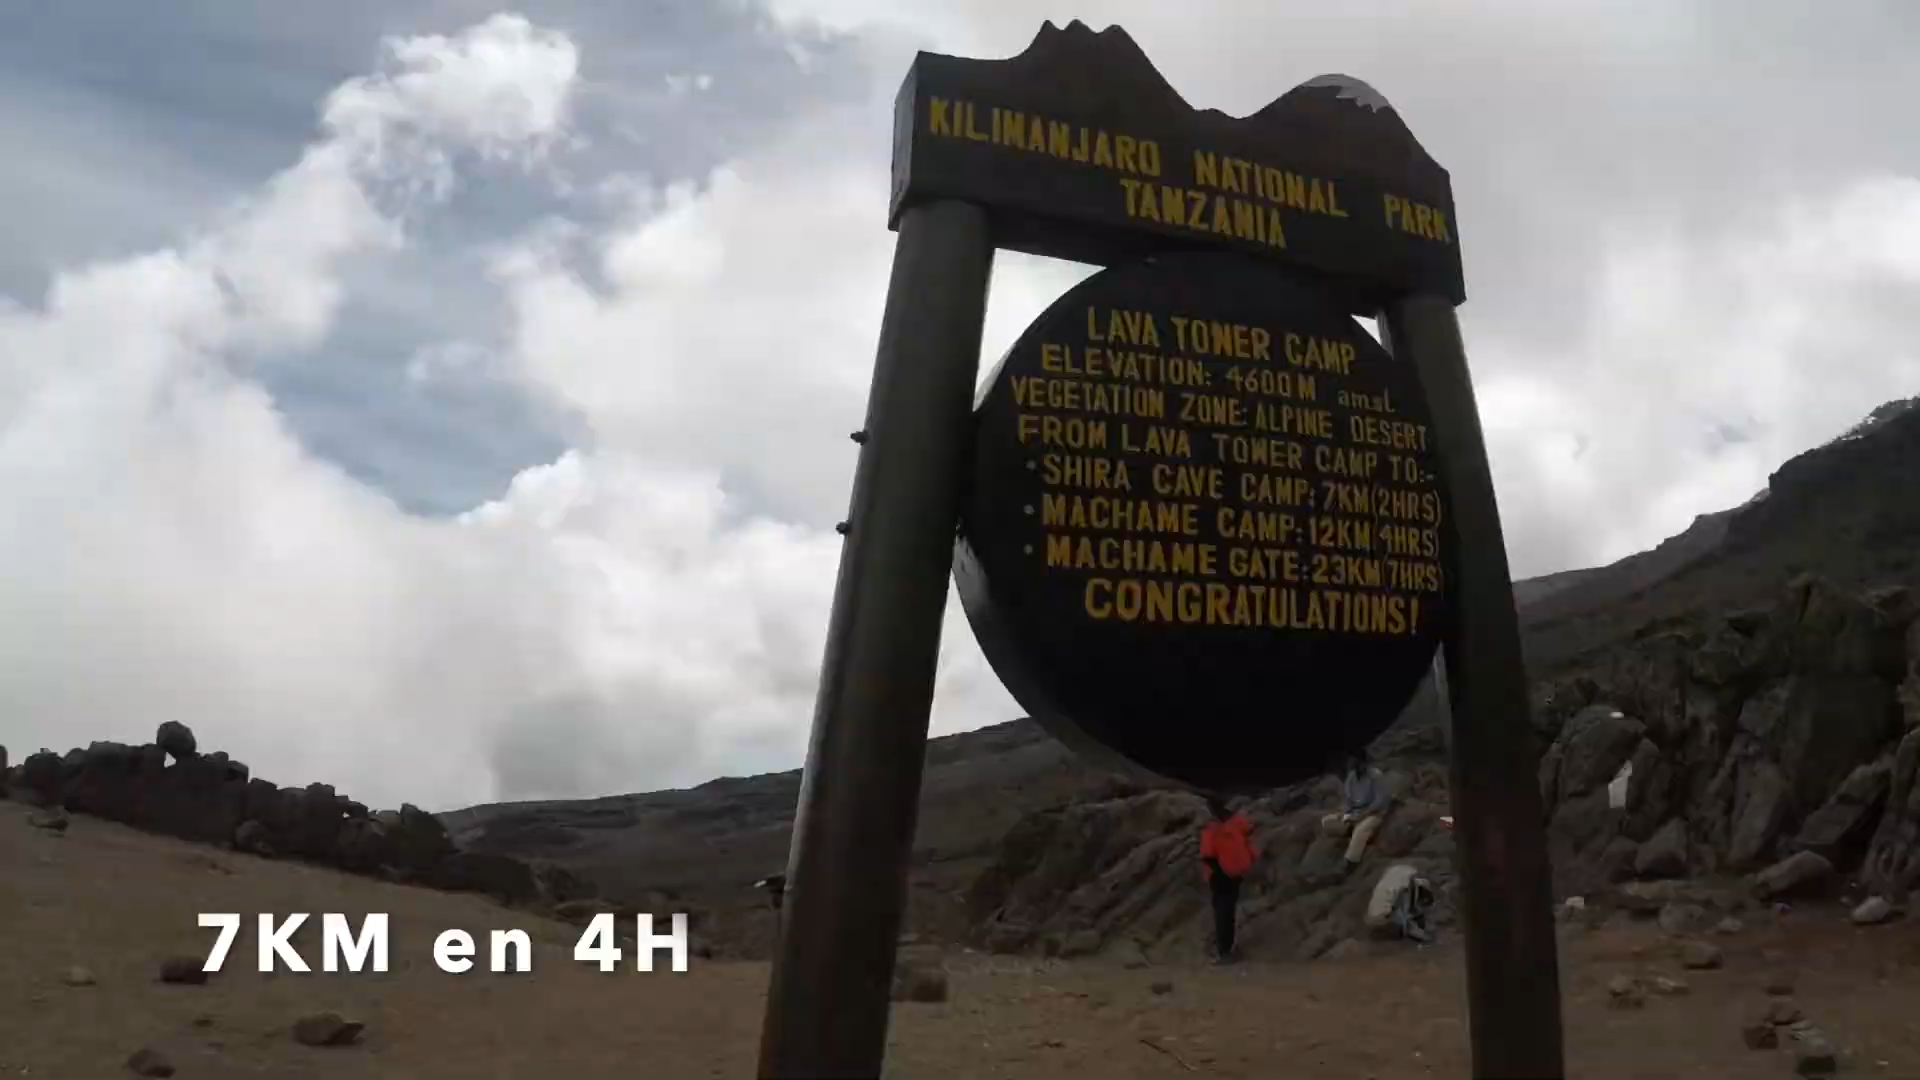 KILIMANJARO NATIONAL PARK
TANZANIA
LAVA TOWER CAMP
ELEVATION: 4600M amsl
VEGETATION ZONE: ALPINE DESERT
FROM LAVA TOWER CAMP TO:-
• SHIRA CAVE CAMP: 7KM(2HRS)
• MACHAME CAMP: 12KM(4HRS)
• MACHAME GATE: 23KM(7HRS)
CONGRATULATIONS!
7KM en 4H